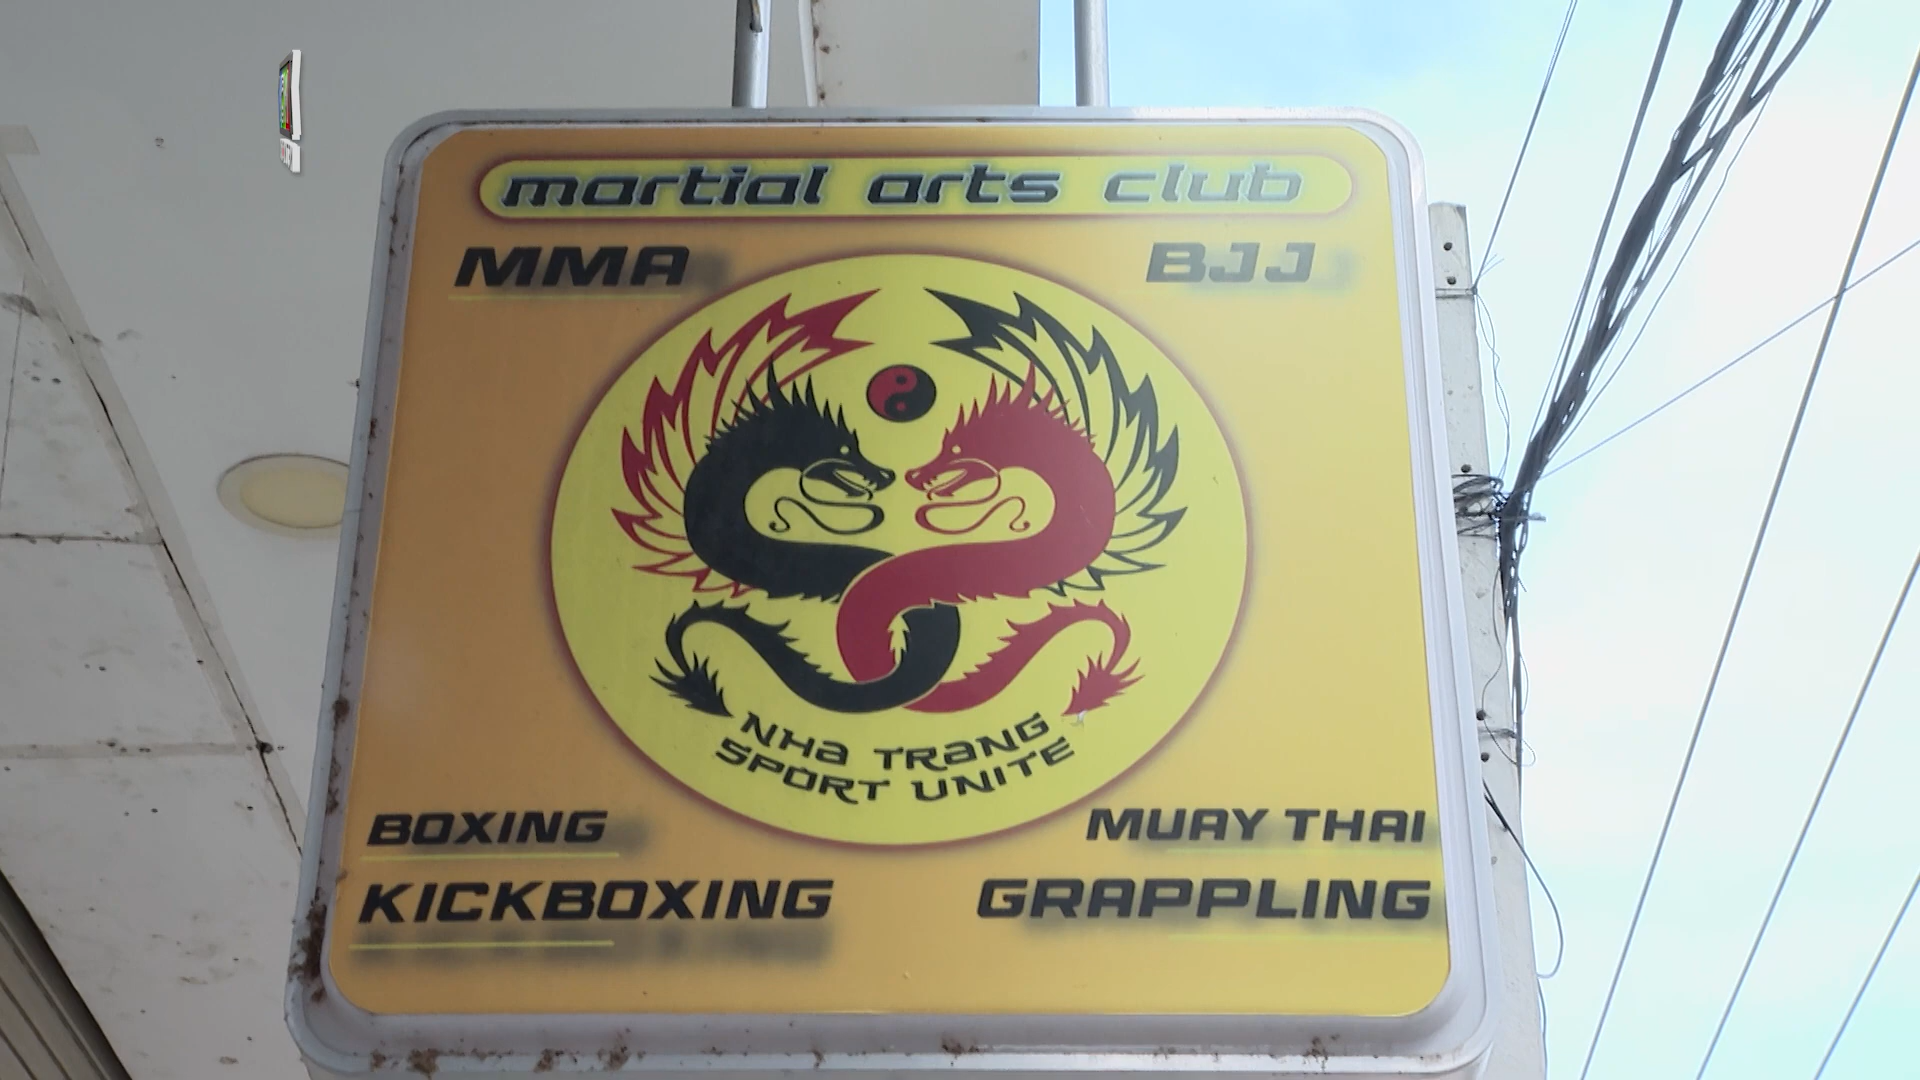 martial arts club
MMA
BJJ
NHa TRaNG
SPORT UNITE
BOXING
MUAY THAI
KICKBOXING
GRAPPLING